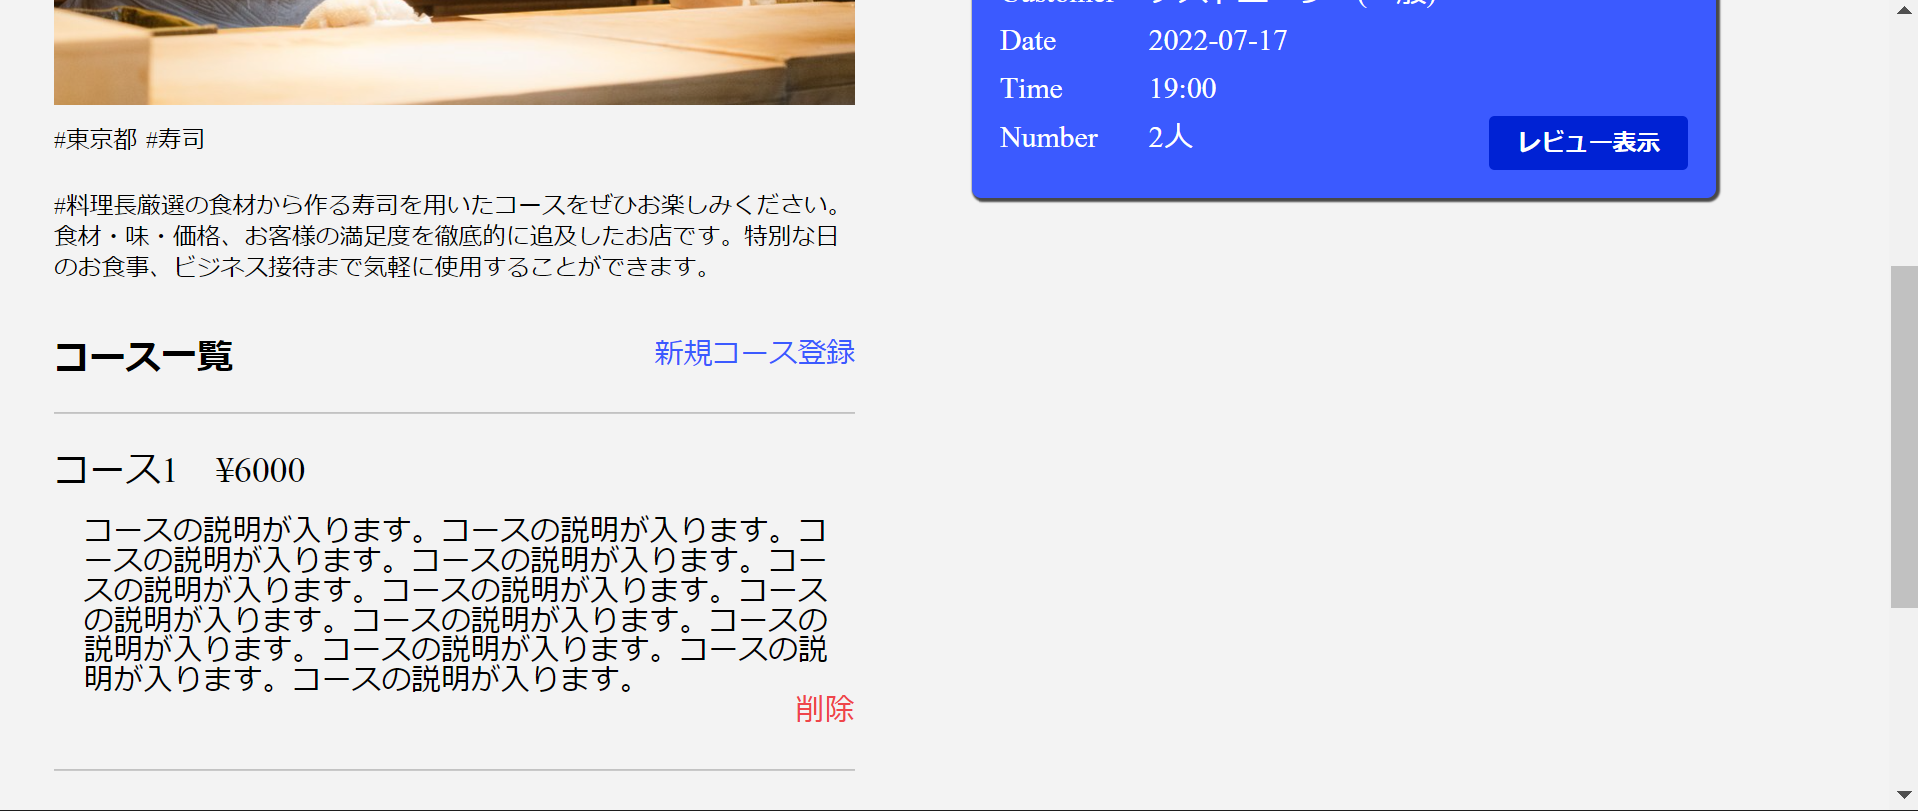 #東京都 #寿司
#料理長厳選の食材から作る寿司を用いたコースをぜひお楽しみください。
食材・味・価格、お客様の満足度を徹底的に追及したお店です。特別な日
のお食事、ビジネス接待まで気軽に使用することができます。
コース一覧 新規コース登録
コース1 ¥6000
コースの説明が入ります。コースの説明が入ります。コ
ースの説明が入ります。コースの説明が入ります。コー
スの説明が入ります。コースの説明が入ります。コース
の説明が入ります。コースの説明が入ります。コースの
説明が入ります。コースの説明が入ります。コースの説
明が入ります。コースの説明が入ります。
削除
Date 2022-07-17
Time 19:00
Number 2人
レビュー表示